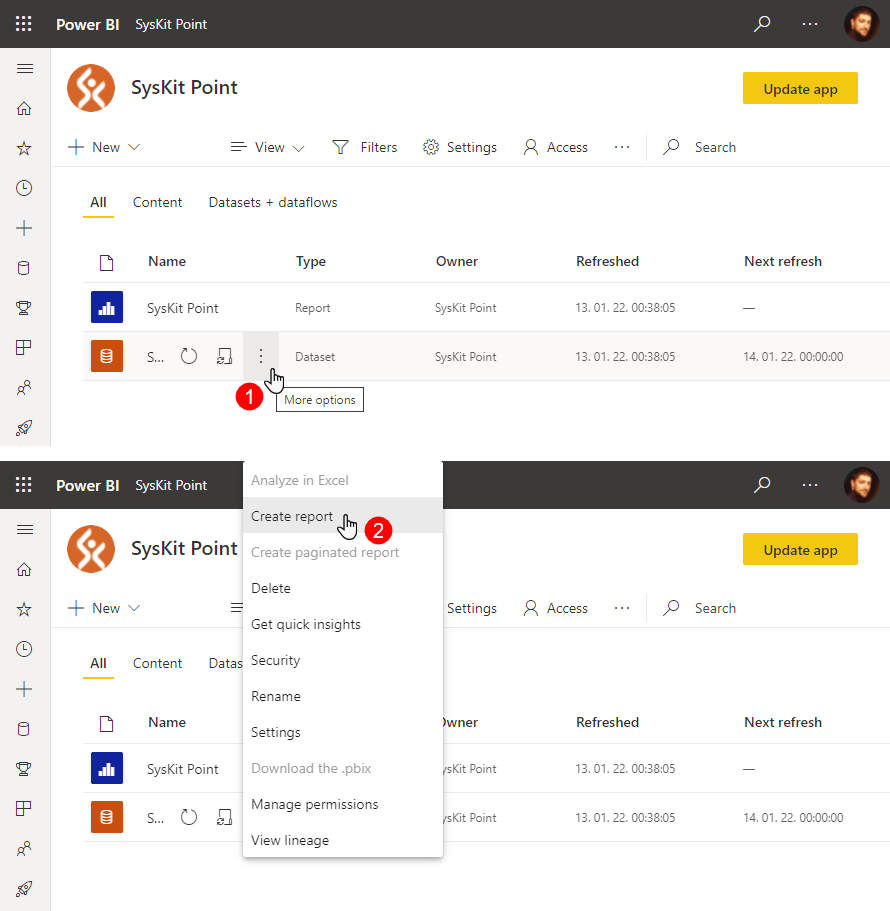 Power BI SysKit Point
SysKit Point
Update app
New View Filters Settings Access Search
All Content Datasets + dataflows
Name Type Owner Refreshed Next refresh
SysKit Point Report SysKit Point 13. 01. 22. 00:38:05 —
S... Dataset SysKit Point 13. 01. 22. 00:38:05 14. 01. 22. 00:00:00
1
More options
Power BI SysKit Point
Analyze in Excel
Create report
2
Create paginated report
Delete
Get quick insights
Security
Rename
Settings
Download the .pbix
Manage permissions
View lineage
SysKit Point
Update app
New Settings Access Search
All Content Datas
Name wner Refreshed Next refresh
SysKit Point ysKit Point 13. 01. 22. 00:38:05 —
S... ysKit Point 13. 01. 22. 00:38:05 14. 01. 22. 00:00:00